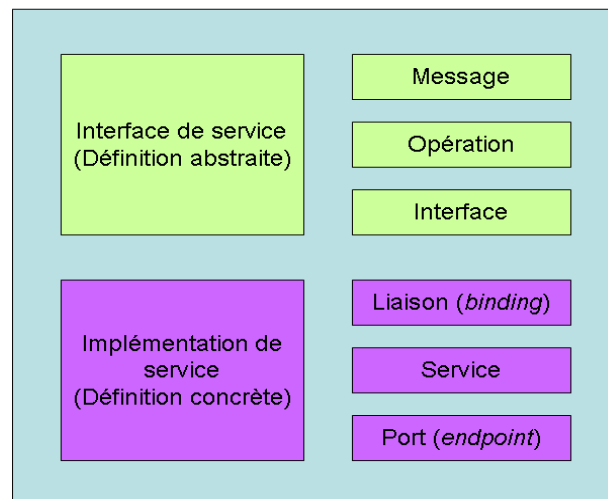 Interface de service
(Définition abstraite)
Message
Opération
Interface
Implémentation de
service
(Définition concrète)
Liaison (binding)
Service
Port (endpoint)